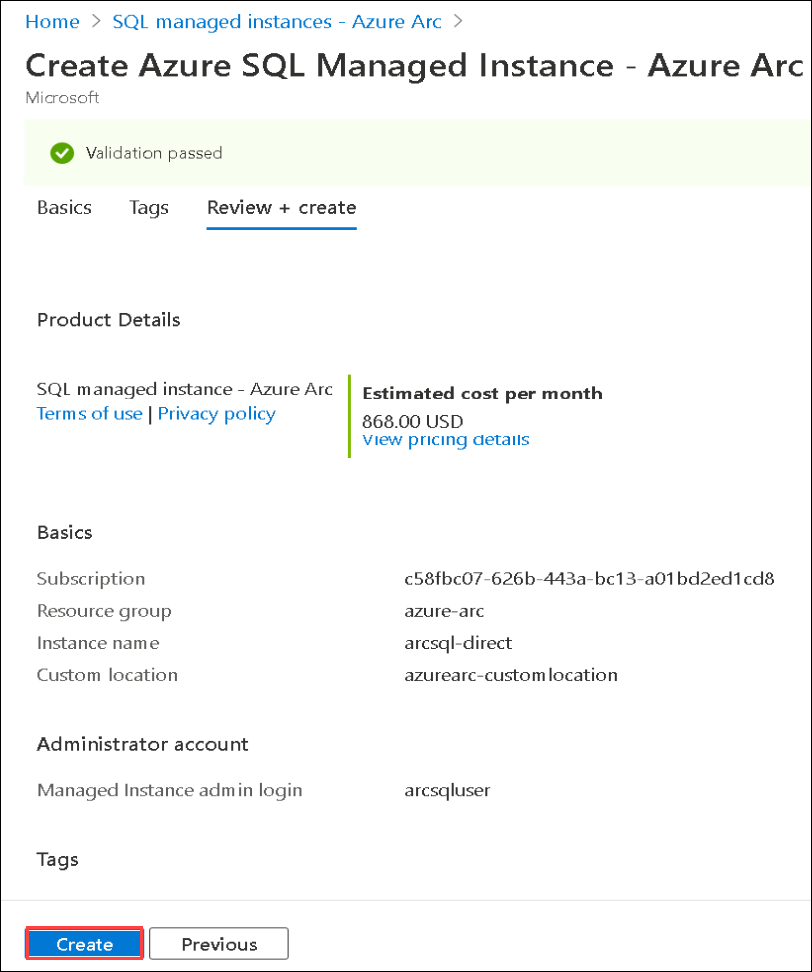 Home > SQL managed instances - Azure Arc >
Create Azure SQL Managed Instance - Azure Arc
Microsoft
Validation passed
Basics Tags Review + create
Product Details
SQL managed instance - Azure Arc
Terms of use | Privacy policy
Estimated cost per month
868.00 USD
View pricing details
Basics
Subscription c58fbc07-626b-443a-bc13-a01bd2ed1cd8
Resource group azure-arc
Instance name arcsql-direct
Custom location azurearc-customlocation
Administrator account
Managed Instance admin login arcsqluser
Tags
Create Previous